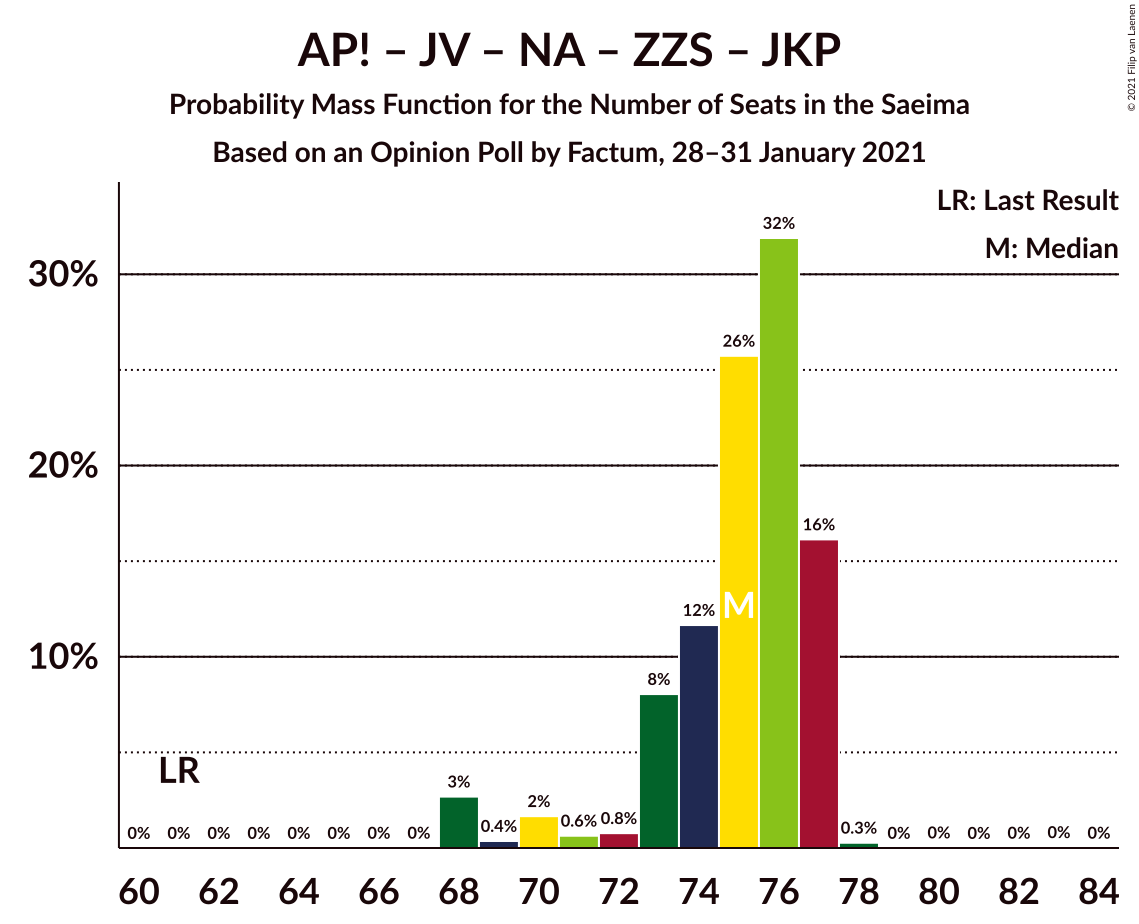 AP! – JV – NA – ZZS – JKP
Probability Mass Function for the Number of Seats in the Saeima
Based on an Opinion Poll by Factum, 28–31 January 2021
© 2021 Filip van Laenen
LR: Last Result
M: Median
30%
20%
10%
32%
26%
16%
12%
M
8%
LR
3%
2%
0% 0% 0% 0% 0% 0% 0% 0% 0.4% 0.6% 0.8% 0.3% 0% 0% 0% 0% 0% 0%
60 62 64 66 68 70 72 74 76 78 80 82 84